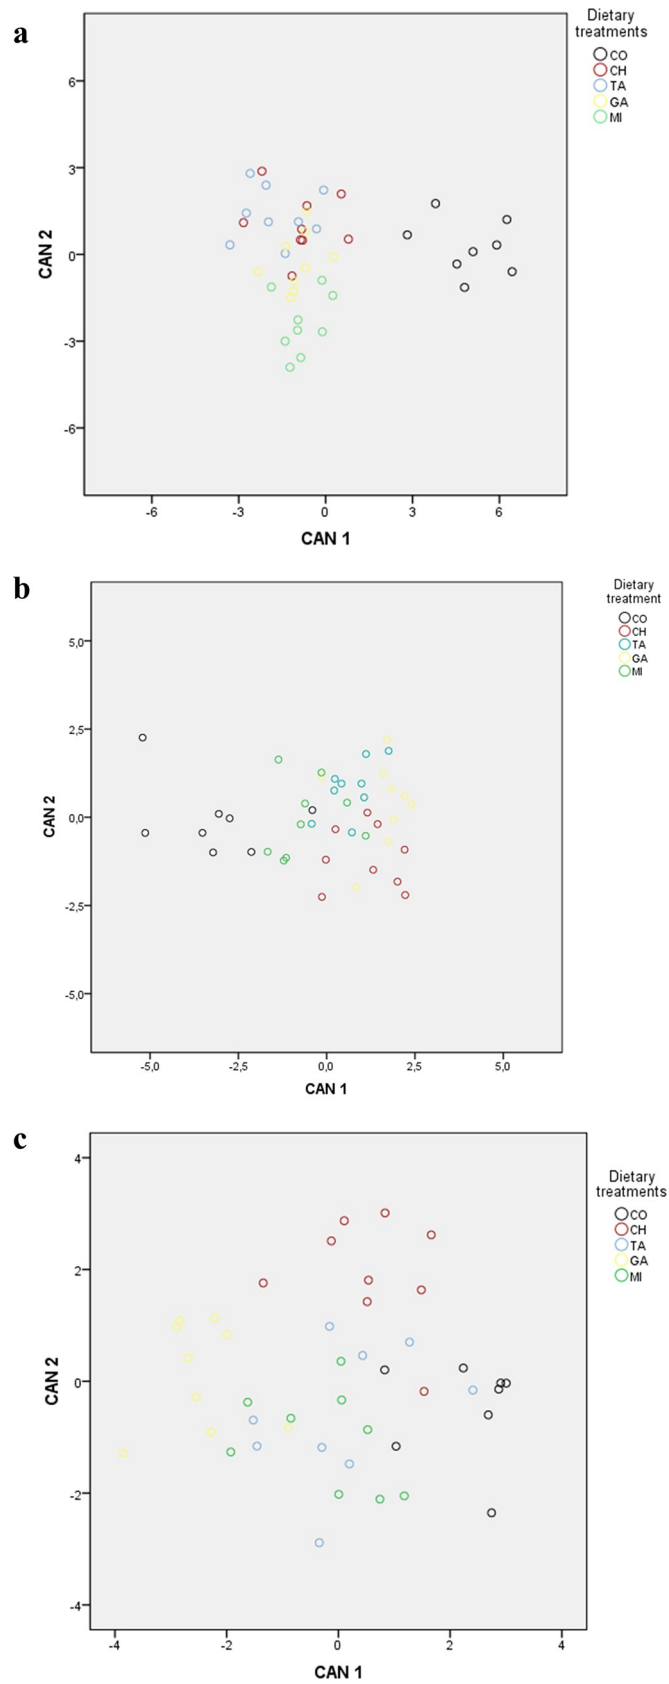 a
Dietary
treatments
CO
CH
TA
GA
MI
6
3
0
-3
-6
CAN 2
-6 -3 0 3 6
CAN 1
b
Dietary
treatment
CO
CH
TA
GA
MI
5,0
2,5
0,0
-2,5
-5,0
CAN 2
-5,0 -2,5 0,0 2,5 5,0
CAN 1
c
Dietary
treatments
CO
CH
TA
GA
MI
4
2
0
-2
-4
CAN 2
-4 -2 0 2 4
CAN 1